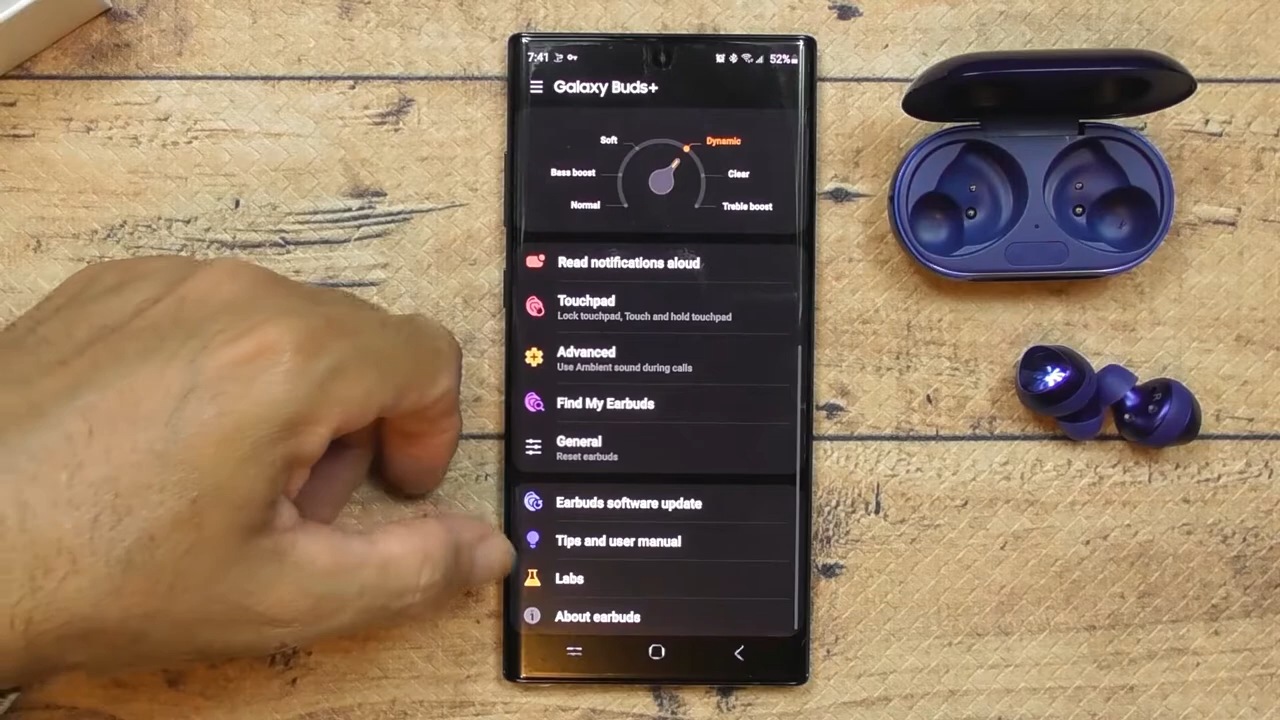 7:41 52%
Galaxy Buds+
Soft Dynamic
Bass boost Clear
Normal Treble boost
Read notifications aloud
Touchpad
Lock touchpad, Touch and hold touchpad
Advanced
Use Ambient sound during calls
Find My Earbuds
General
Reset earbuds
Earbuds software update
Tips and user manual
Labs
About earbuds
R